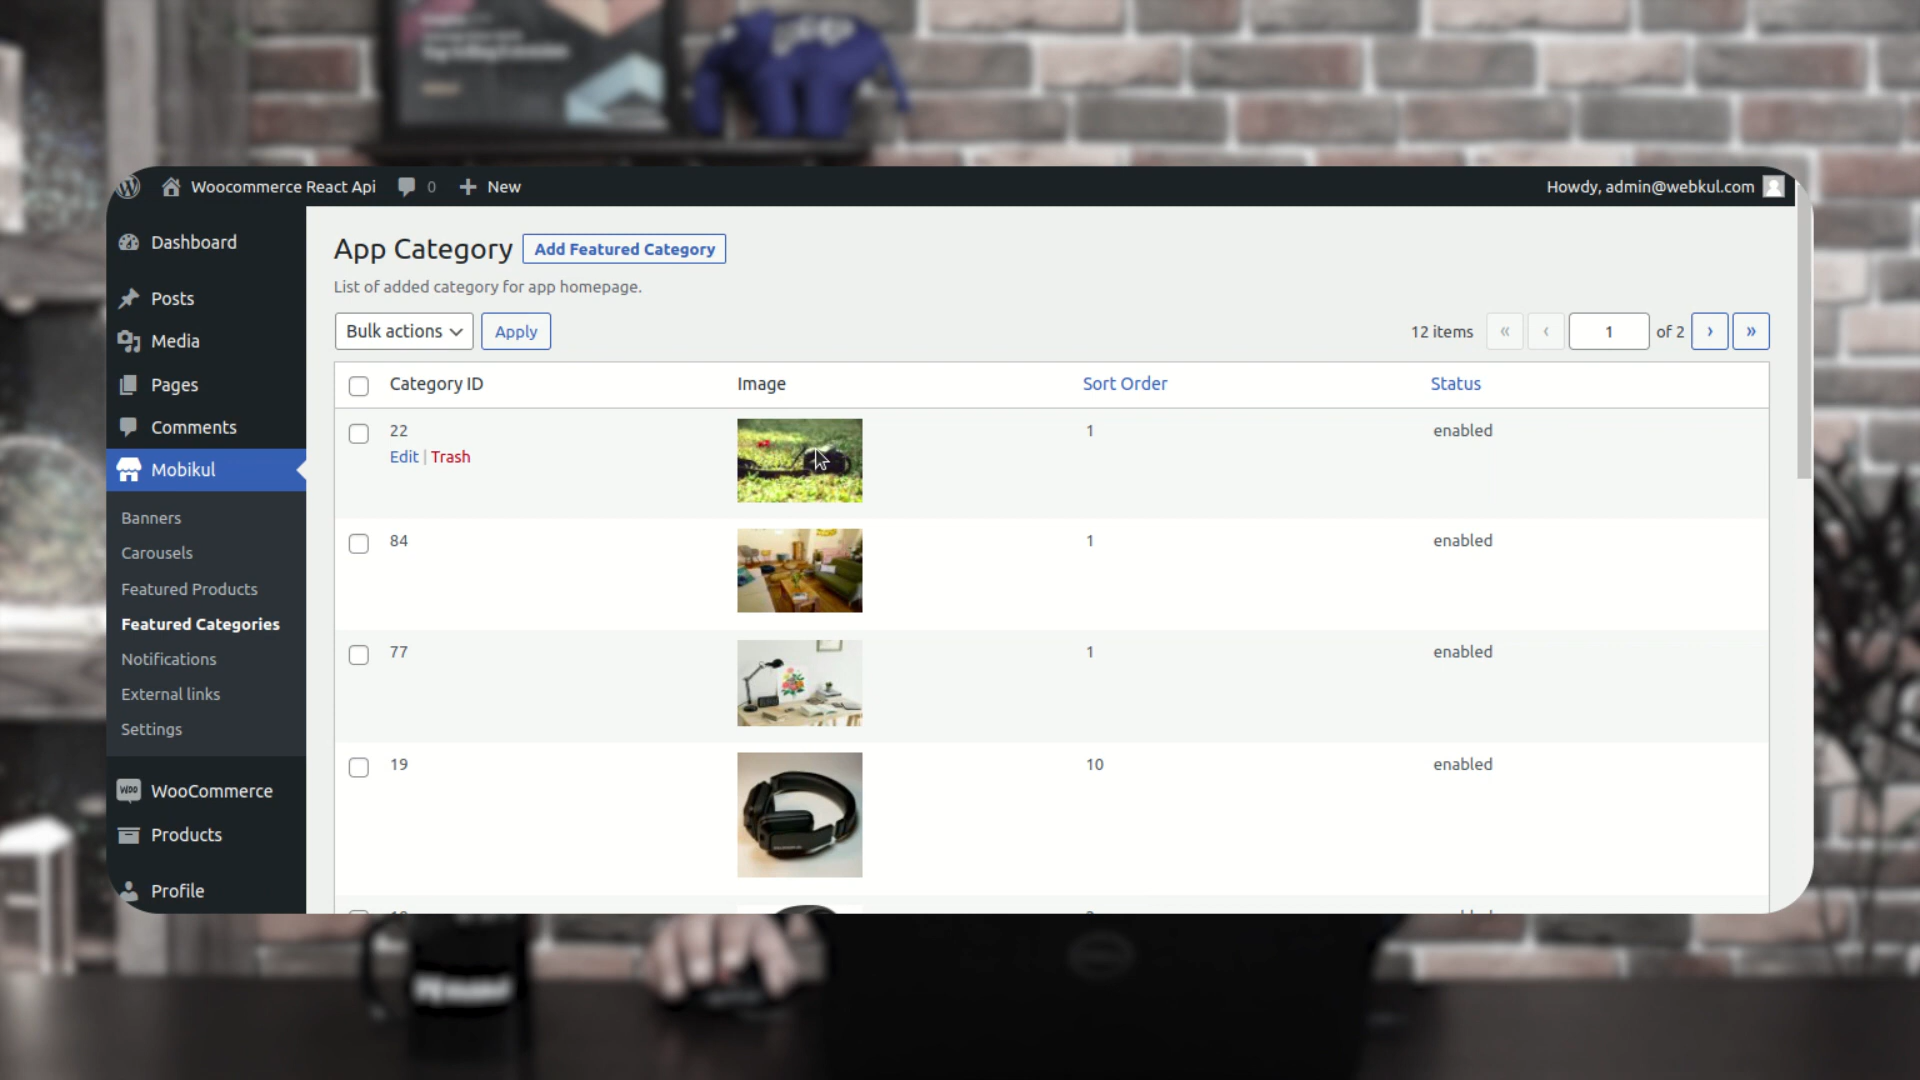 Woocommerce React Api 0 New Howdy, admin@webkul.com
Dashboard
Posts
Media
Pages
Comments
Mobikul
Banners
Carousels
Featured Products
Featured Categories
Notifications
External links
Settings
WooCommerce
Products
Profile
App Category Add Featured Category
List of added category for app homepage.
Bulk actions Apply 12 items « ‹ 1 of 2 › »
Category ID Image Sort Order Status
22 1 enabled
Edit | Trash
84 1 enabled
77 1 enabled
19 10 enabled